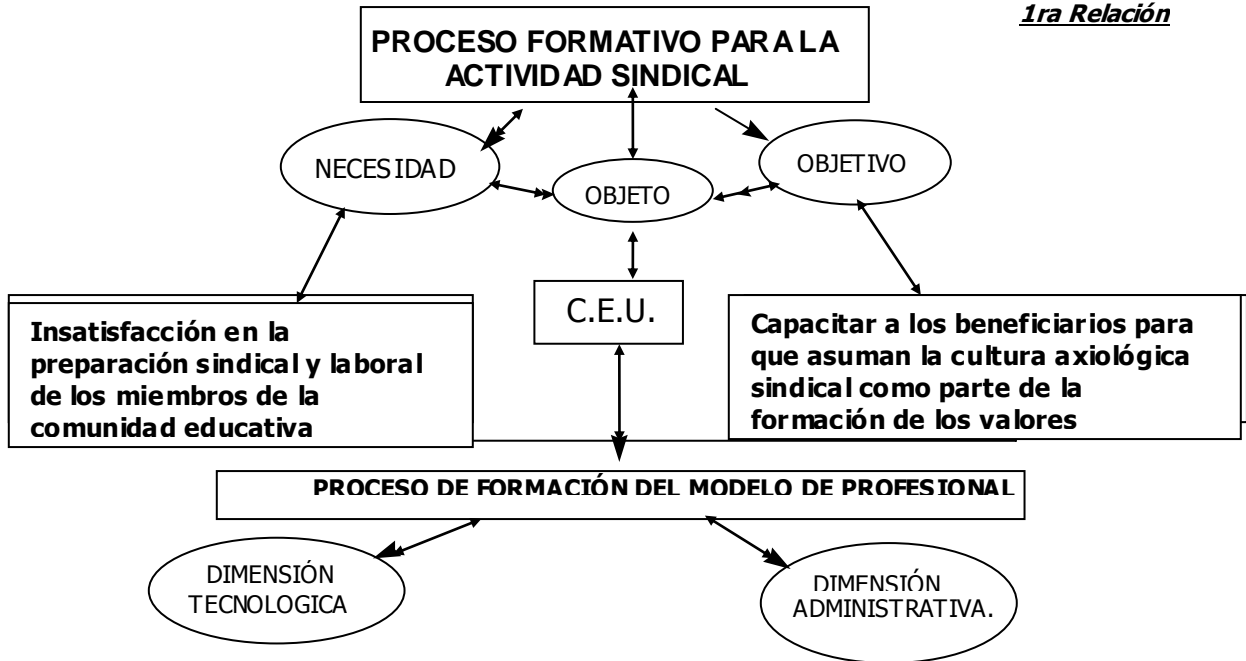 1ra Relación
PROCESO FORMATIVO PARA LA
ACTIVIDAD SINDICAL
NECESIDAD
OBJETO
OBJETIVO
C.E.U.
Insatisfacción en la
preparación sindical y laboral
de los miembros de la
comunidad educativa
Capacitar a los beneficiarios para
que asuman la cultura axiológica
sindical como parte de la
formación de los valores
PROCESO DE FORMACIÓN DEL MODELO DE PROFESIONAL
DIMENSIÓN
TECNOLOGICA
DIMENSIÓN
ADMINISTRATIVA.